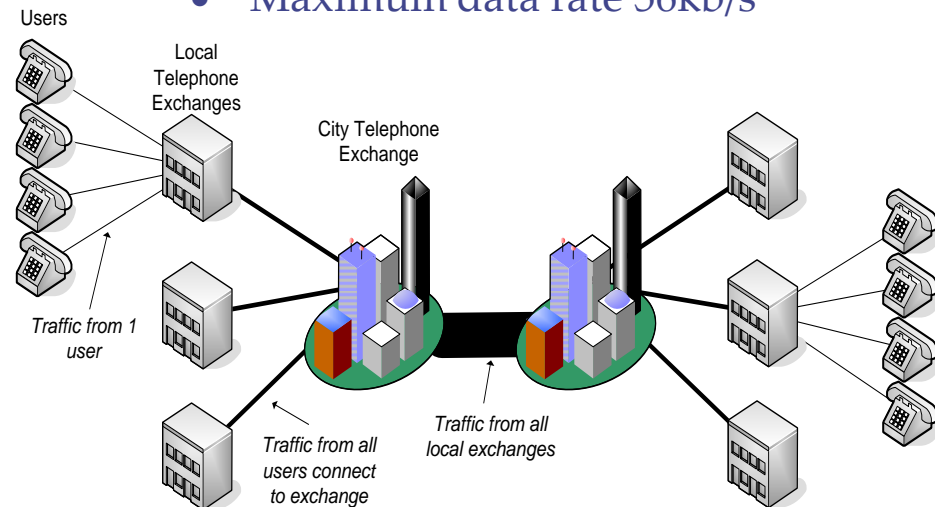 • Maximum data rate 56kb/s
Users
Local
Telephone
Exchanges
City Telephone
Exchange
Traffic from 1
user
Traffic from all
users connect
to exchange
Traffic from all
local exchanges